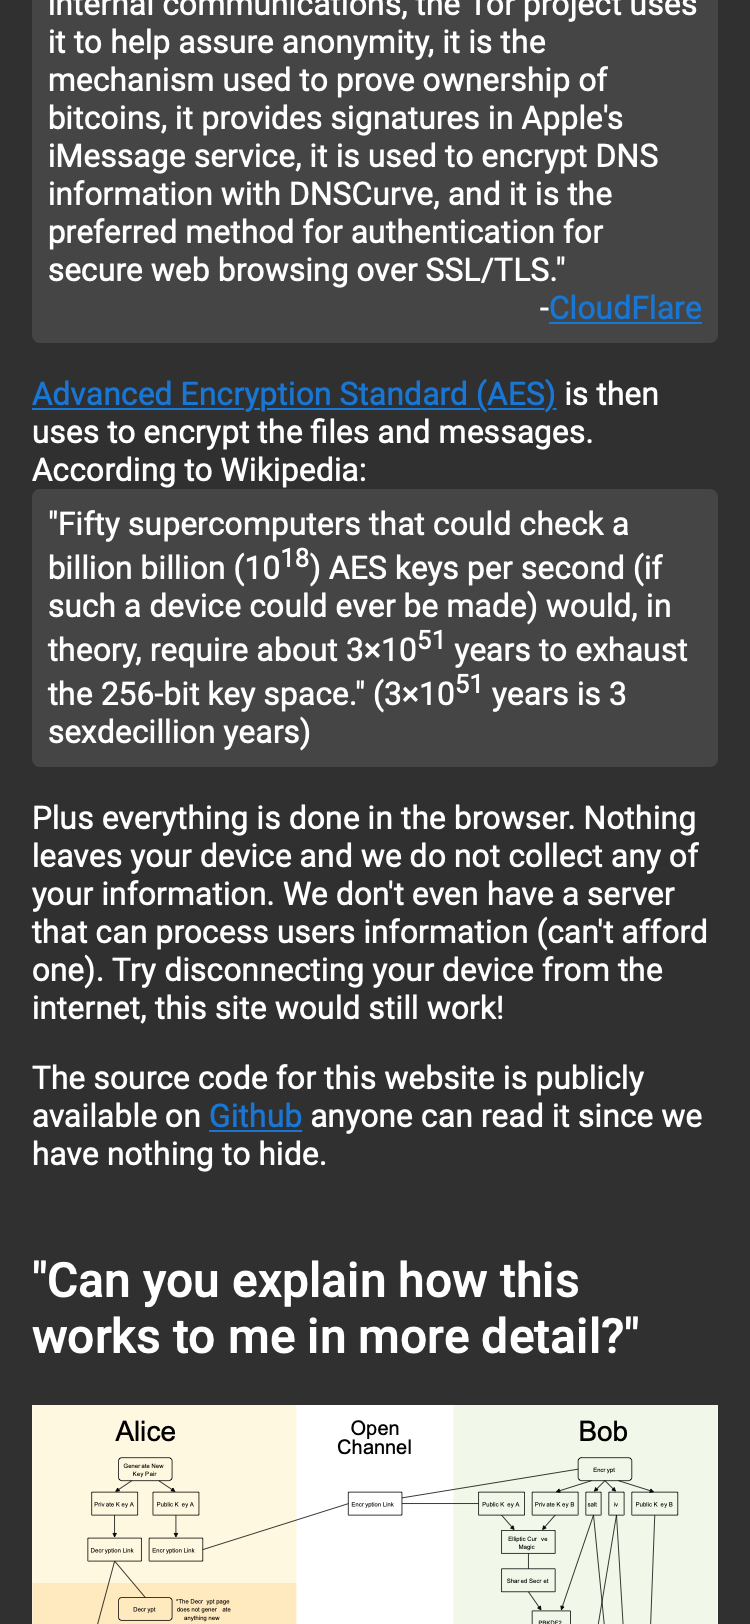 internal communications, the Tor project uses
it to help assure anonymity, it is the
mechanism used to prove ownership of
bitcoins, it provides signatures in Apple's
iMessage service, it is used to encrypt DNS
information with DNSCurve, and it is the
preferred method for authentication for
secure web browsing over SSL/TLS."
-CloudFlare
Advanced Encryption Standard (AES) is then
uses to encrypt the files and messages.
According to Wikipedia:
"Fifty supercomputers that could check a
billion billion (10¹⁸) AES keys per second (if
such a device could ever be made) would, in
theory, require about 3×10⁵¹ years to exhaust
the 256-bit key space." (3×10⁵¹ years is 3
sexdecillion years)
Plus everything is done in the browser. Nothing
leaves your device and we do not collect any of
your information. We don't even have a server
that can process users information (can't afford
one). Try disconnecting your device from the
internet, this site would still work!
The source code for this website is publicly
available on Github anyone can read it since we
have nothing to hide.
"Can you explain how this
works to me in more detail?"
Alice
Open
Channel
Bob
Generate New
Key Pair
Encrypt
Private Key A
Public Key A
Encryption Link
Public Key A
Private Key B
salt
iv
Public Key B
Decryption Link
Encryption Link
Elliptic Curve
Magic
Shared Secret
Decrypt
*The Decrypt page
does not generate
anything new
PBKDF2